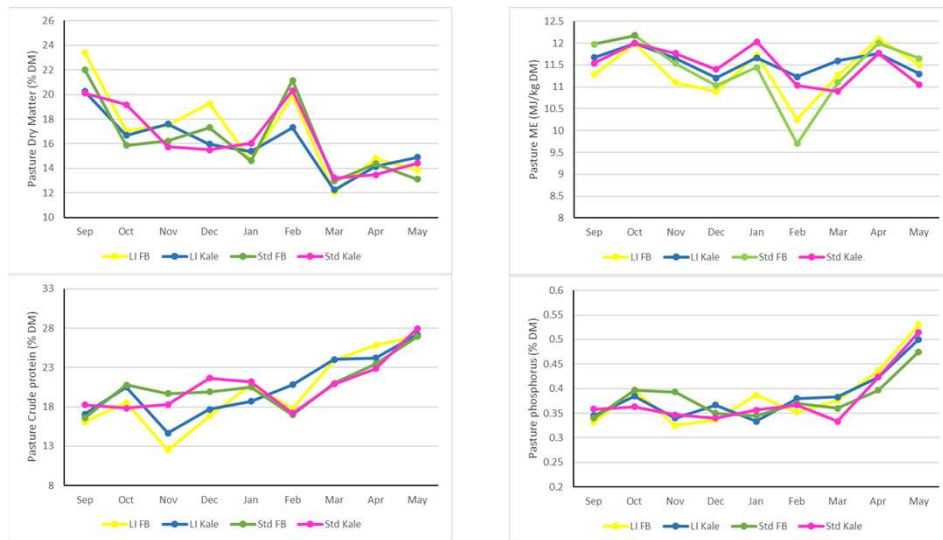 Pasture Dry Matter (% DM)
26
24
22
20
18
16
14
12
10
Sep Oct Nov Dec Jan Feb Mar Apr May
LI FB LI Kale Std FB Std Kale
Pasture ME (MJ/kg DM)
12.5
12
11.5
11
10.5
10
9.5
9
8.5
8
Sep Oct Nov Dec Jan Feb Mar Apr May
LI FB LI Kale Std FB Std Kale
Pasture Crude protein (% DM)
33
28
23
18
13
8
Sep Oct Nov Dec Jan Feb Mar Apr May
LI FB LI Kale Std FB Std Kale
Pasture phosphorus (% DM)
0.6
0.55
0.5
0.45
0.4
0.35
0.3
0.25
0.2
Sep Oct Nov Dec Jan Feb Mar Apr May
LI FB LI Kale Std FB Std Kale